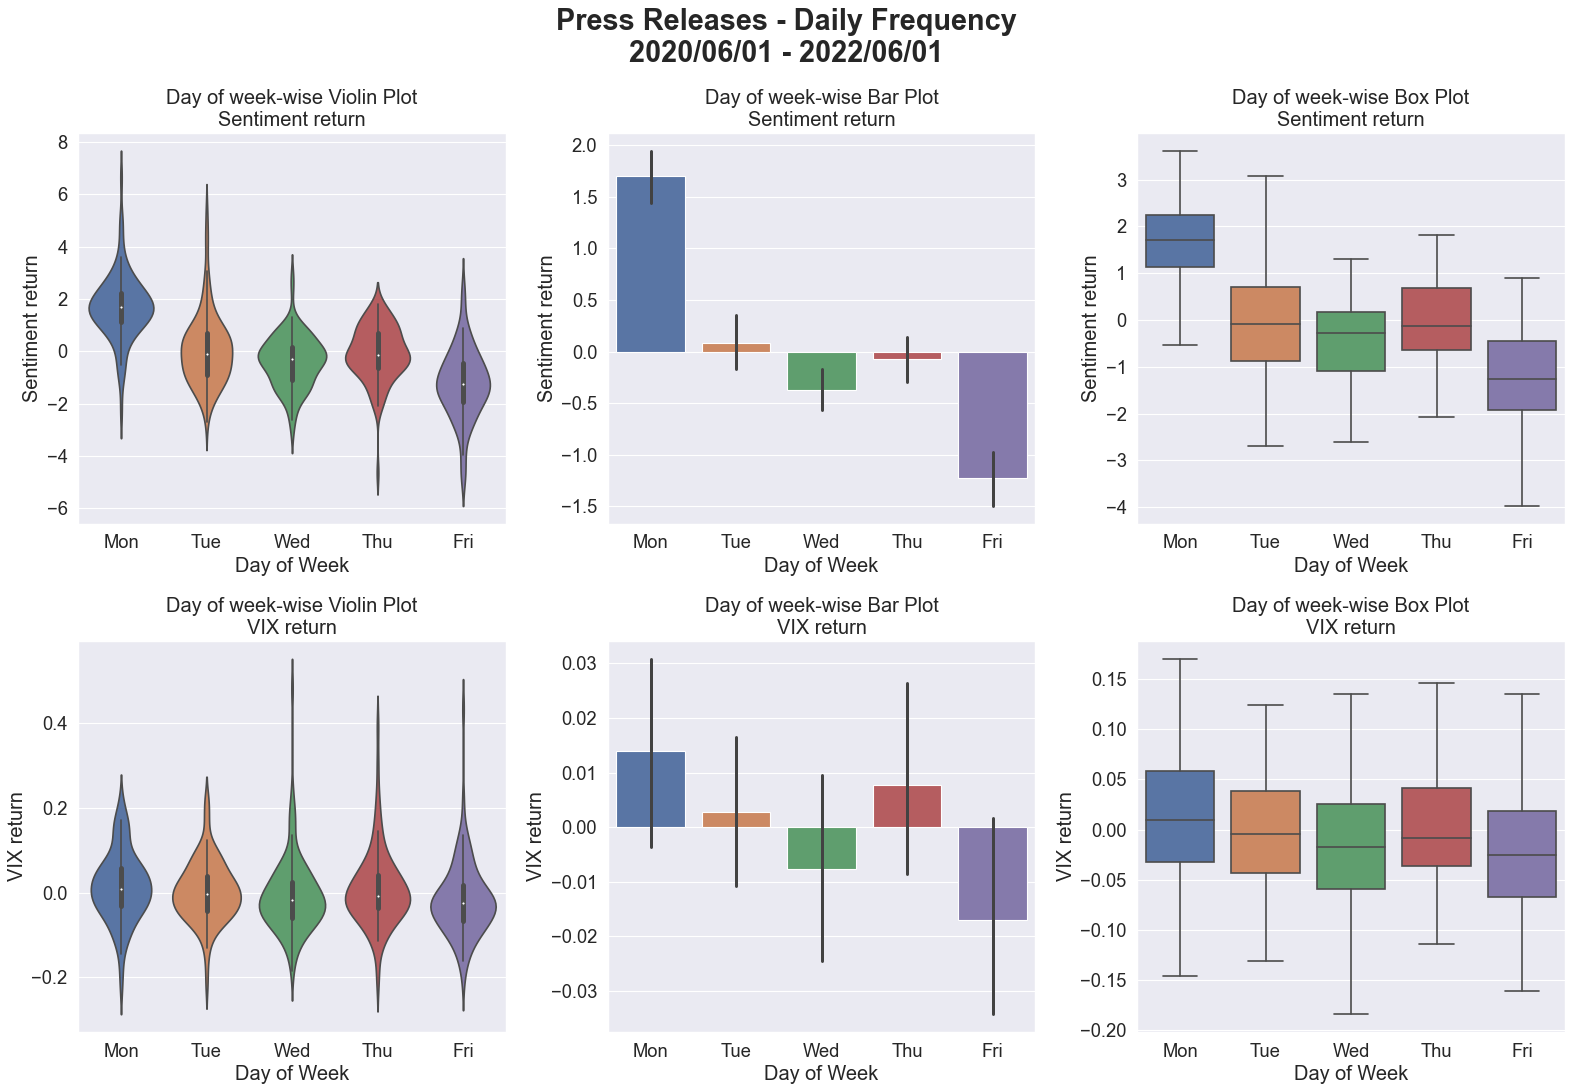 Press Releases - Daily Frequency
2020/06/01 - 2022/06/01
Day of week-wise Violin Plot
Sentiment return
Sentiment return
8
6
4
2
0
−2
−4
−6
Mon Tue Wed Thu Fri
Day of Week
Day of week-wise Bar Plot
Sentiment return
Sentiment return
2.0
1.5
1.0
0.5
0.0
−0.5
−1.0
−1.5
Mon Tue Wed Thu Fri
Day of Week
Day of week-wise Box Plot
Sentiment return
Sentiment return
3
2
1
0
−1
−2
−3
−4
Mon Tue Wed Thu Fri
Day of Week
Day of week-wise Violin Plot
VIX return
VIX return
0.4
0.2
0.0
−0.2
Mon Tue Wed Thu Fri
Day of Week
Day of week-wise Bar Plot
VIX return
VIX return
0.03
0.02
0.01
0.00
−0.01
−0.02
−0.03
Mon Tue Wed Thu Fri
Day of Week
Day of week-wise Box Plot
VIX return
VIX return
0.15
0.10
0.05
0.00
−0.05
−0.10
−0.15
−0.20
Mon Tue Wed Thu Fri
Day of Week